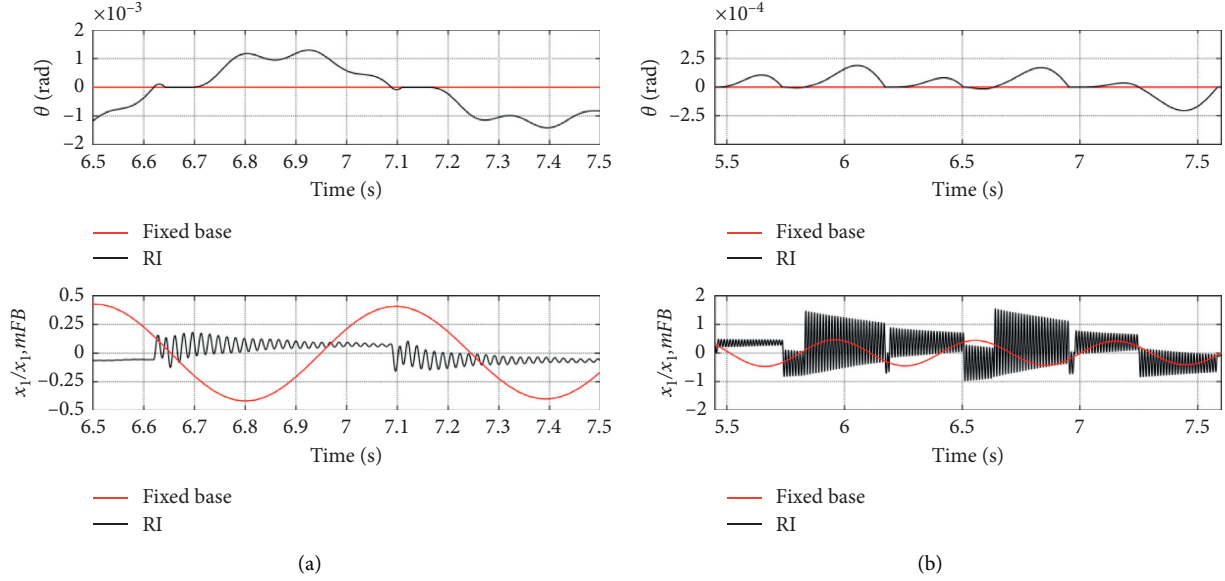 ×10⁻³
2
1
0
−1
−2
θ (rad)
6.5 6.6 6.7 6.8 6.9 7 7.1 7.2 7.3 7.4 7.5
Time (s)
Fixed base
RI
0.5
0.25
0
−0.25
−0.5
x₁/x₁, mFB
6.5 6.6 6.7 6.8 6.9 7 7.1 7.2 7.3 7.4 7.5
Time (s)
Fixed base
RI
(a)
×10⁻⁴
2.5
0
−2.5
θ (rad)
5.5 6 6.5 7 7.5
Time (s)
Fixed base
RI
2
1
0
−1
−2
x₁/x₁, mFB
5.5 6 6.5 7 7.5
Time (s)
Fixed base
RI
(b)